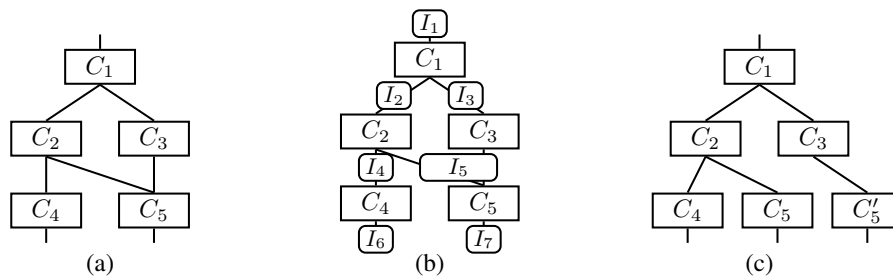 C₁
C₂ C₃
C₄ C₅
(a)
I₁
C₁
I₂ I₃
C₂ C₃
I₄ I₅
C₄ C₅
I₆ I₇
(b)
C₁
C₂ C₃
C₄ C₅ C₅′
(c)